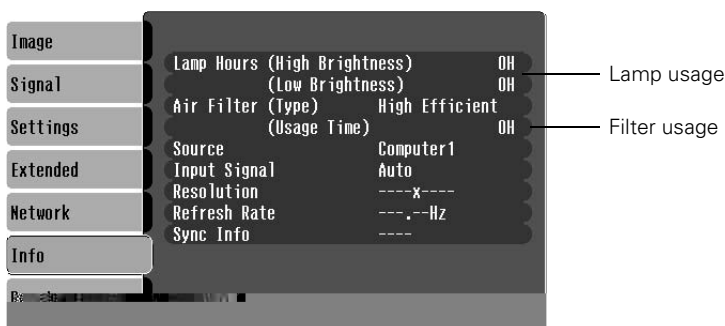 Image
Signal
Settings
Extended
Network
Info
Lamp Hours (High Brightness) 0H
(Low Brightness) 0H
Air Filter (Type) High Efficient
(Usage Time) 0H
Source Computer1
Input Signal Auto
Resolution ----x----
Refresh Rate ---.--Hz
Sync Info ----
Lamp usage
Filter usage